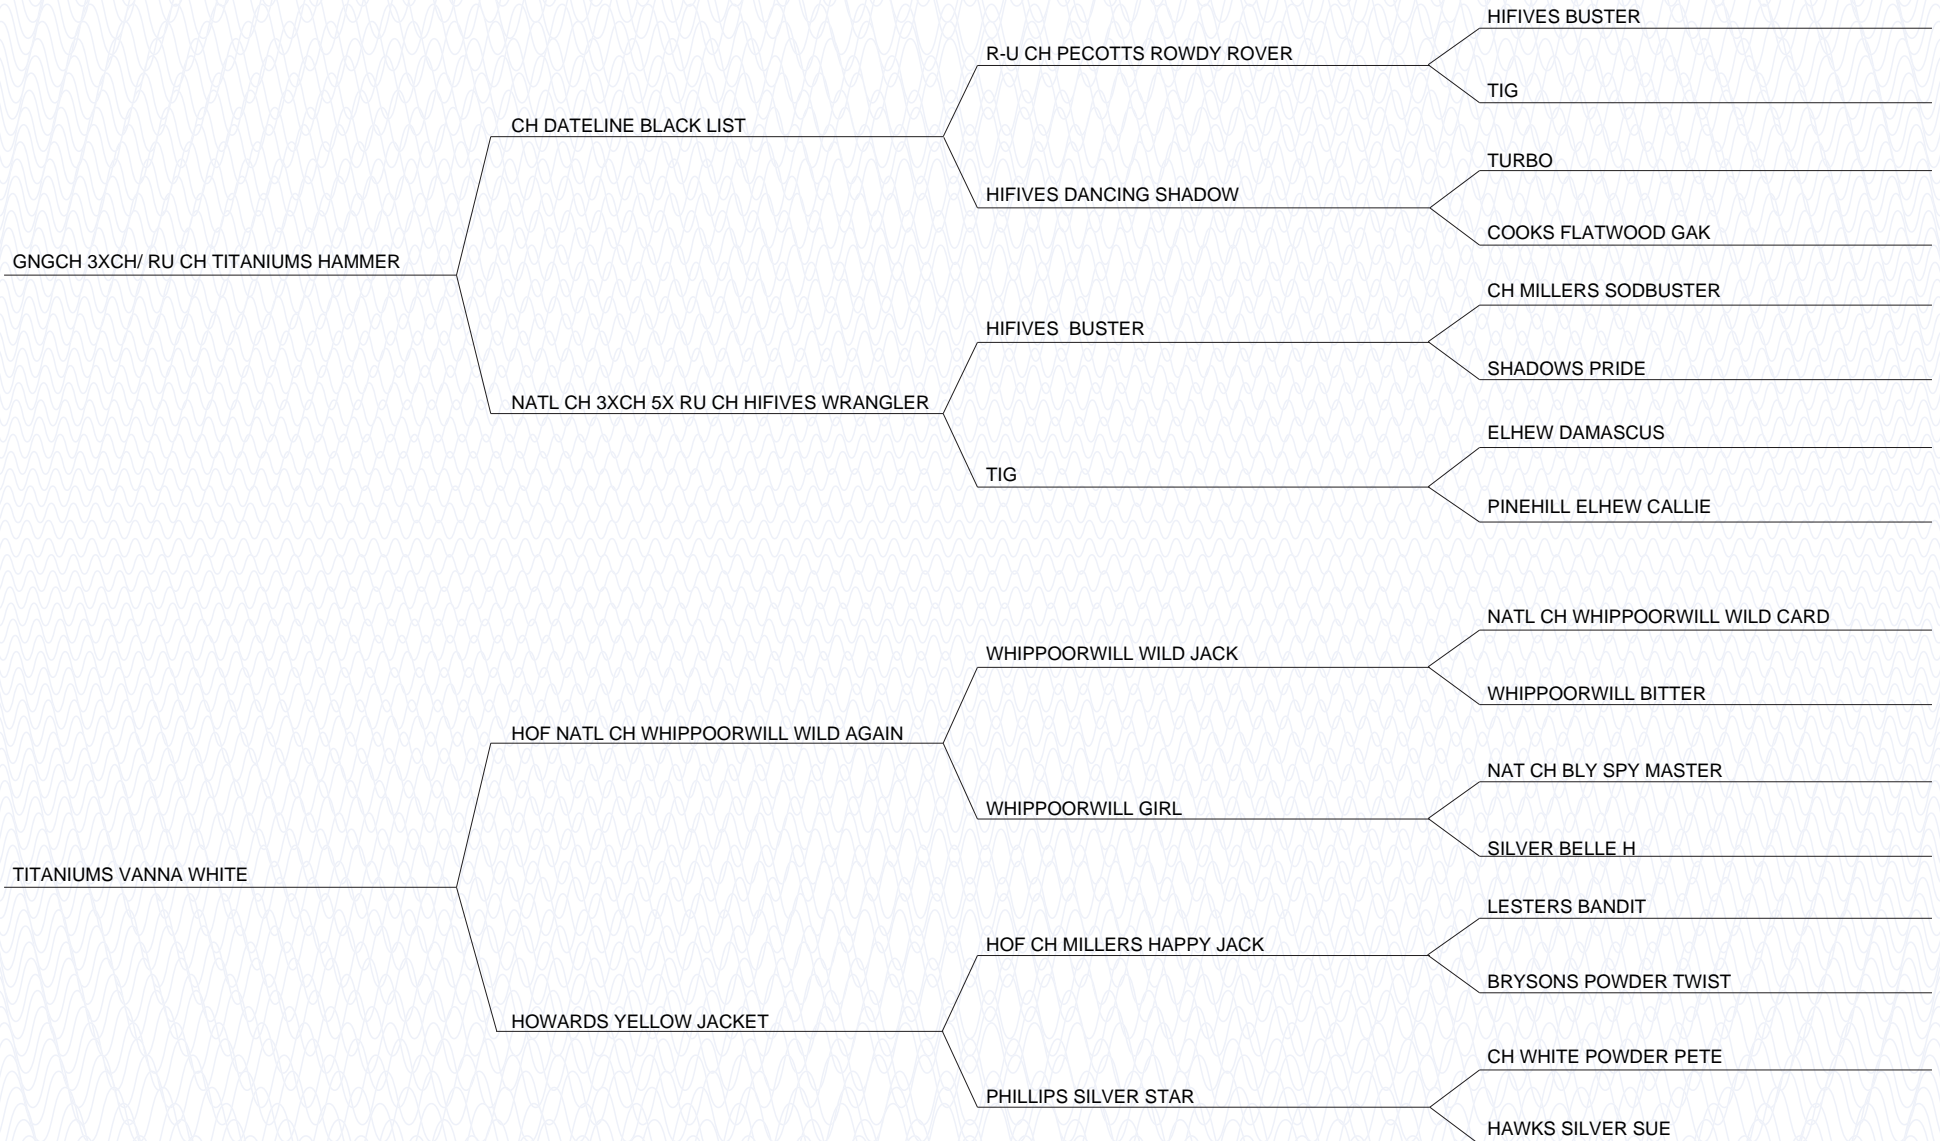 HIFIVES BUSTER
R-U CH PECOTTS ROWDY ROVER
TIG
CH DATELINE BLACK LIST
TURBO
HIFIVES DANCING SHADOW
COOKS FLATWOOD GAK
GNGCH 3XCH/ RU CH TITANIUMS HAMMER
CH MILLERS SODBUSTER
HIFIVES  BUSTER
SHADOWS PRIDE
NATL CH 3XCH 5X RU CH HIFIVES WRANGLER
ELHEW DAMASCUS
TIG
PINEHILL ELHEW CALLIE
NATL CH WHIPPOORWILL WILD CARD
WHIPPOORWILL WILD JACK
WHIPPOORWILL BITTER
HOF NATL CH WHIPPOORWILL WILD AGAIN
NAT CH BLY SPY MASTER
WHIPPOORWILL GIRL
SILVER BELLE H
TITANIUMS VANNA WHITE
LESTERS BANDIT
HOF CH MILLERS HAPPY JACK
BRYSONS POWDER TWIST
HOWARDS YELLOW JACKET
CH WHITE POWDER PETE
PHILLIPS SILVER STAR
HAWKS SILVER SUE